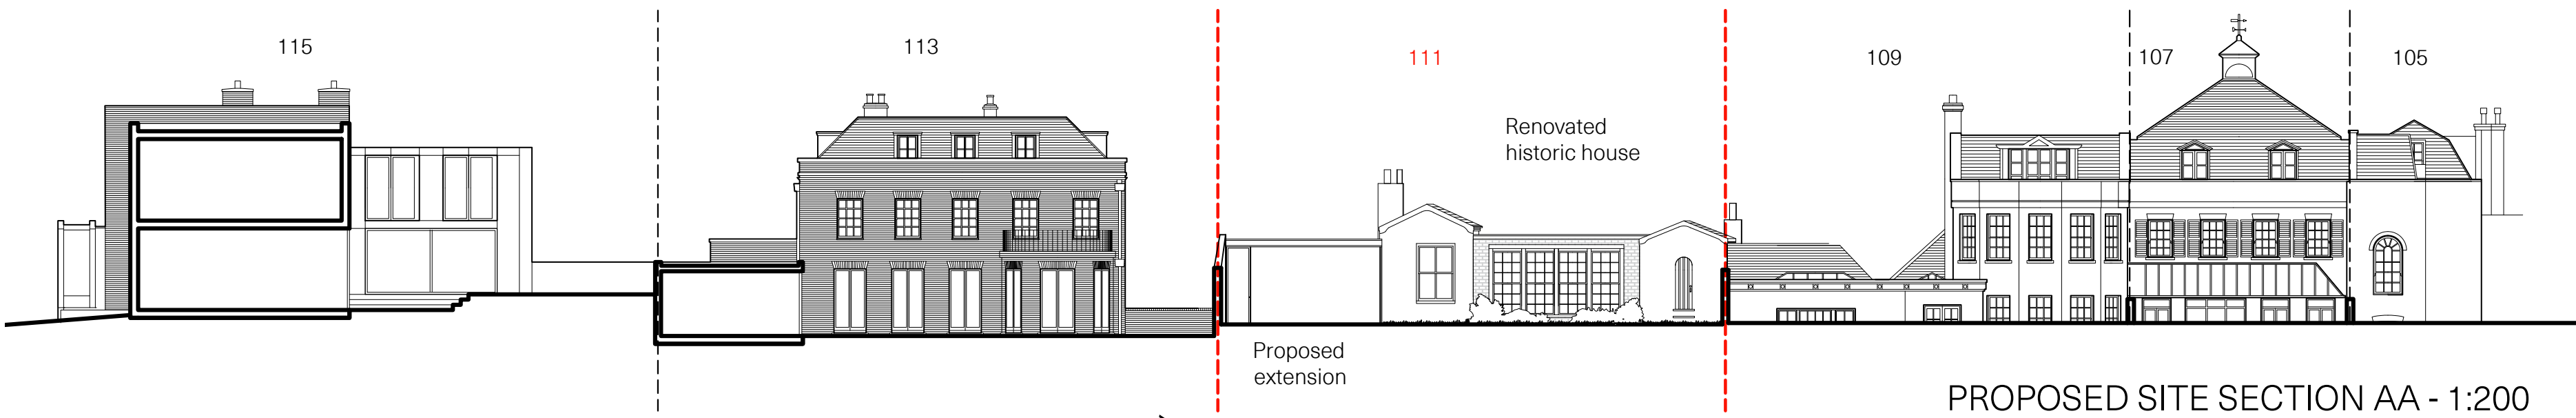 115
113
111
109
107
105
Renovated
historic house
Proposed
extension
PROPOSED SITE SECTION AA - 1:200